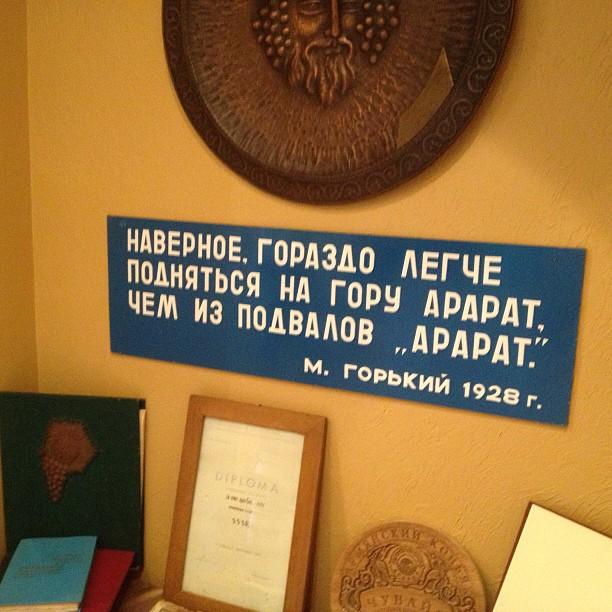 НАВЕРНОЕ, ГОРАЗДО ЛЕГЧЕ
ПОДНЯТЬСЯ НА ГОРУ АРАРАТ,
ЧЕМ ИЗ ПОДВАЛОВ „АРАРАТ."
М. ГОРЬКИЙ 1928 г.
DIPLOMA